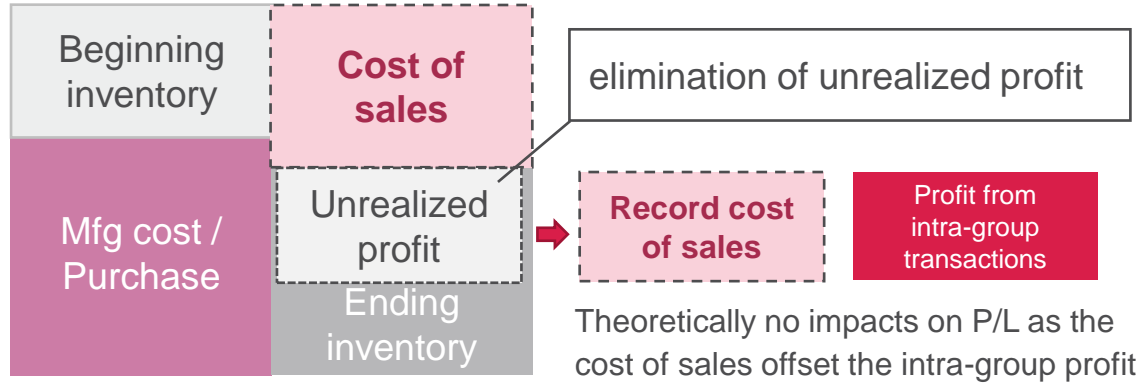 Beginning
inventory
Cost of
sales
elimination of unrealized profit
Mfg cost /
Purchase
Unrealized
profit
Ending
inventory
Record cost
of sales
Profit from
intra-group
transactions
Theoretically no impacts on P/L as the
cost of sales offset the intra-group profit